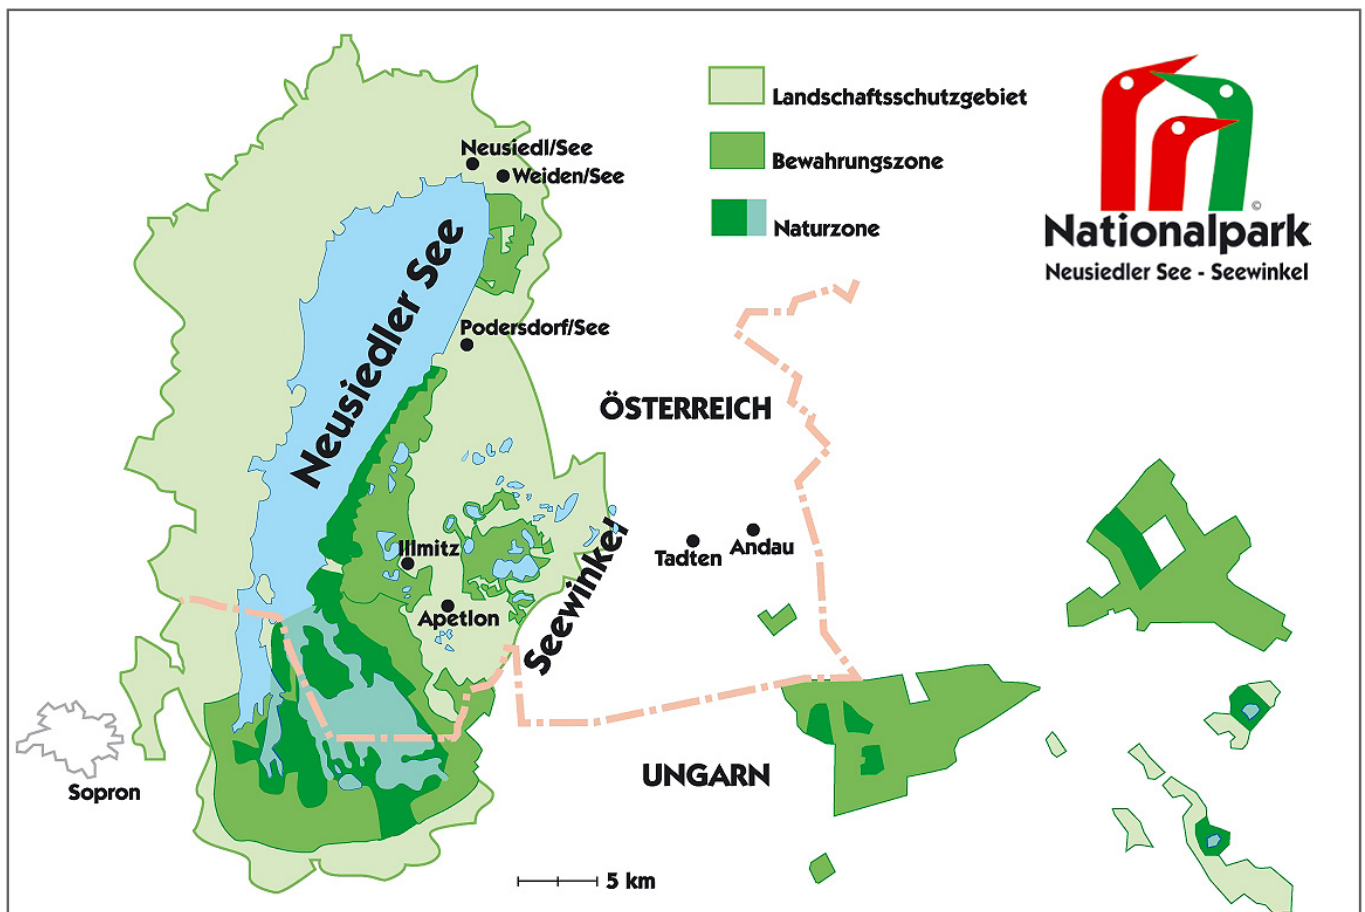 Landschaftsschutzgebiet
Neusiedl/See
Bewahrungszone
Weiden/See
©
Nationalpark
Naturzone
Neusiedler See - Seewinkel
Neusiedler See
Podersdorf/See
ÖSTERREICH
Illmitz
Tadten
Andau
Seewinkel
Apetlon
UNGARN
Sopron
5 km